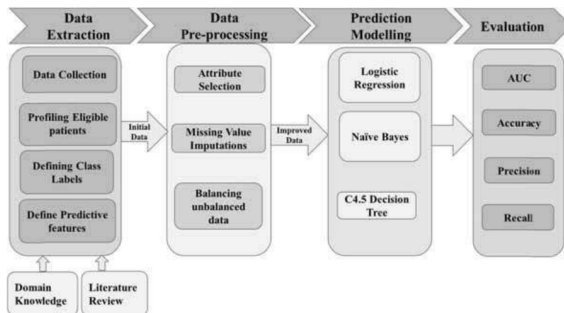 Data
Extraction
Data
Pre-processing
Prediction
Modelling
Evaluation
Data Collection
Profiling Eligible
patients
Defining Class
Labels
Define Predictive
features
Initial
Data
Attribute
Selection
Missing Value
Imputations
Balancing
unbalanced
data
Improved
Data
Logistic
Regression
Naïve Bayes
C4.5 Decision
Tree
AUC
Accuracy
Precision
Recall
Domain
Knowledge
Literature
Review